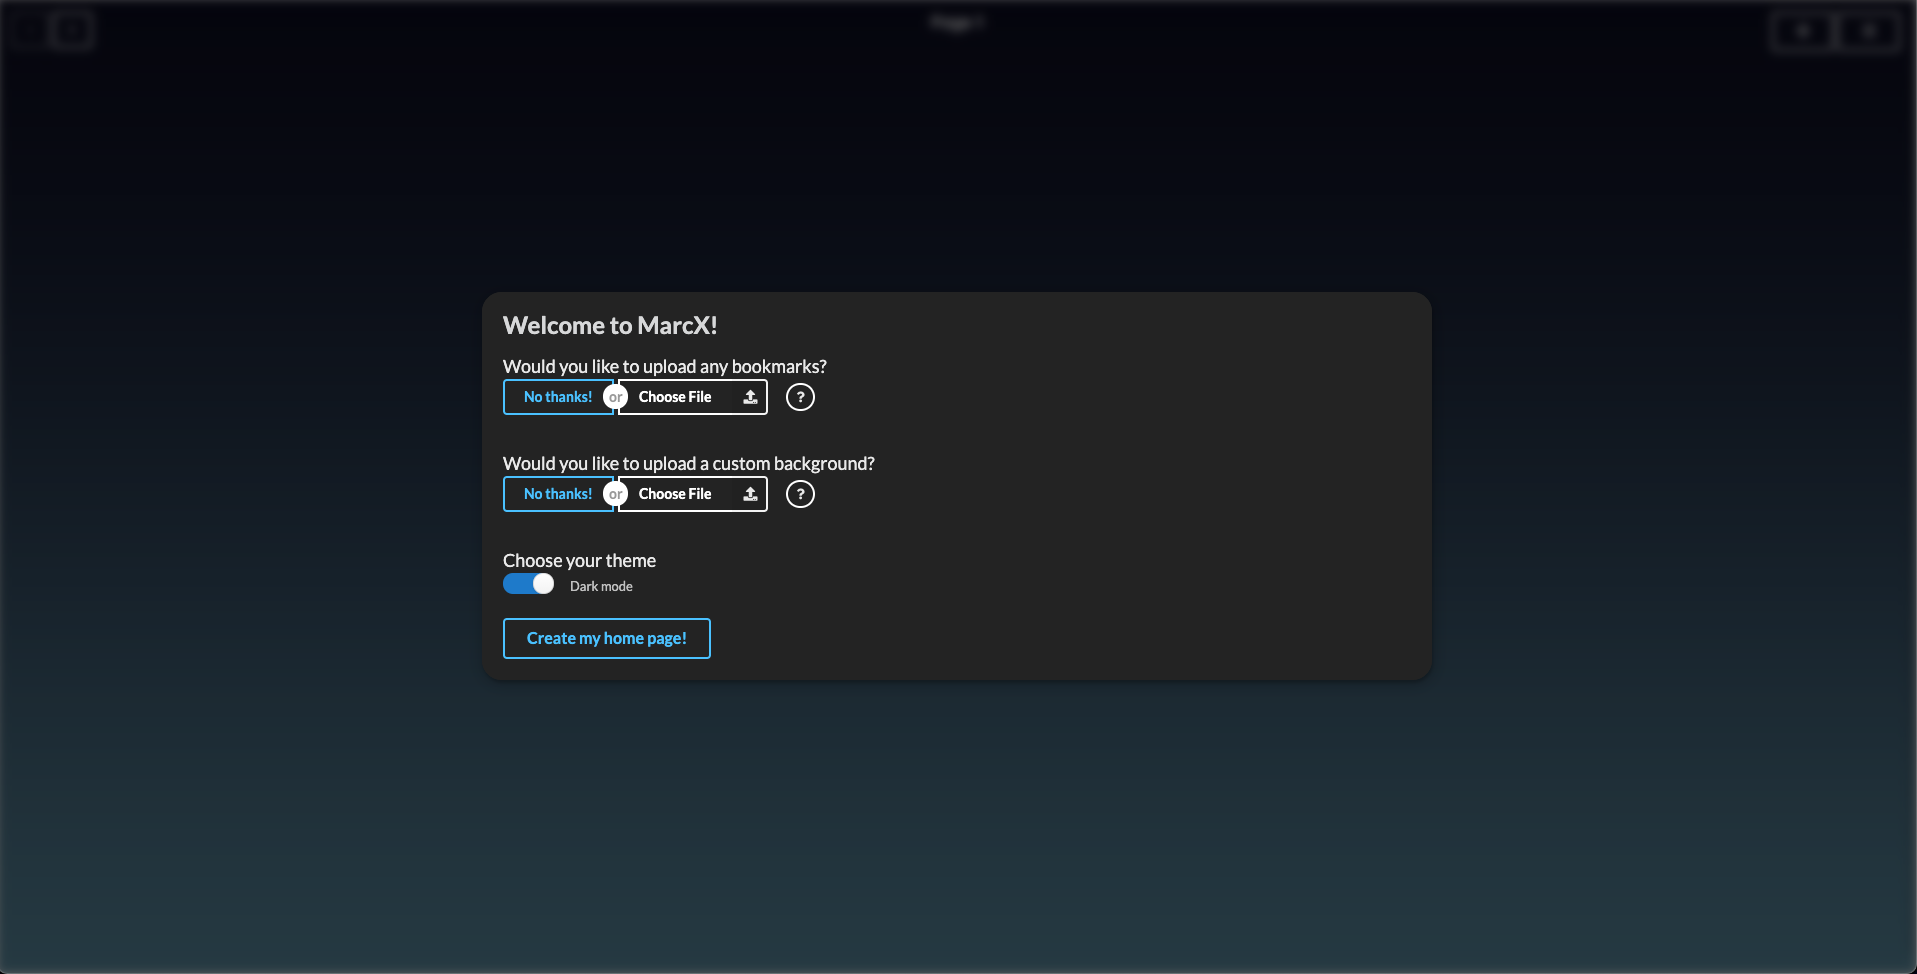 Welcome to MarcX!
Would you like to upload any bookmarks?
No thanks! or Choose File ?
Would you like to upload a custom background?
No thanks! or Choose File ?
Choose your theme
Dark mode
Create my home page!